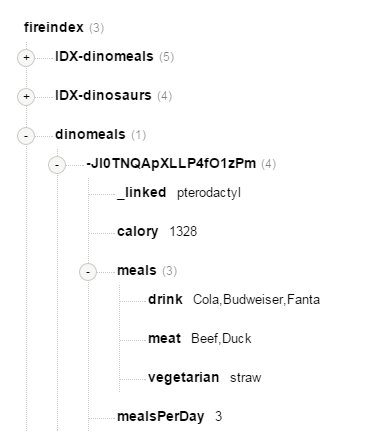 fireindex (3)
+ IDX-dinomeals (5)
+ IDX-dinosaurs (4)
- dinomeals (1)
- -JI0TNQApXLLP4fO1zPm (4)
_linked pterodactyl
calory 1328
- meals (3)
drink Cola,Budweiser,Fanta
meat Beef,Duck
vegetarian straw
mealsPerDay 3